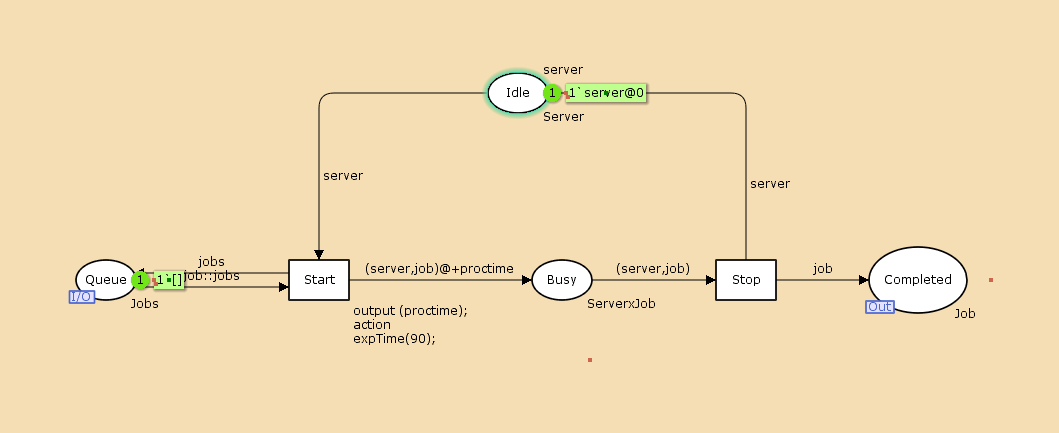 server
Idle
1
1`server@0
Server
server
server
jobs
job::jobs
Queue
1
1`[]
I/O
Jobs
Start
(server,job)@+proctime
Busy
(server,job)
Stop
job
Completed
Out
Job
ServerxJob
output (proctime);
action
expTime(90);